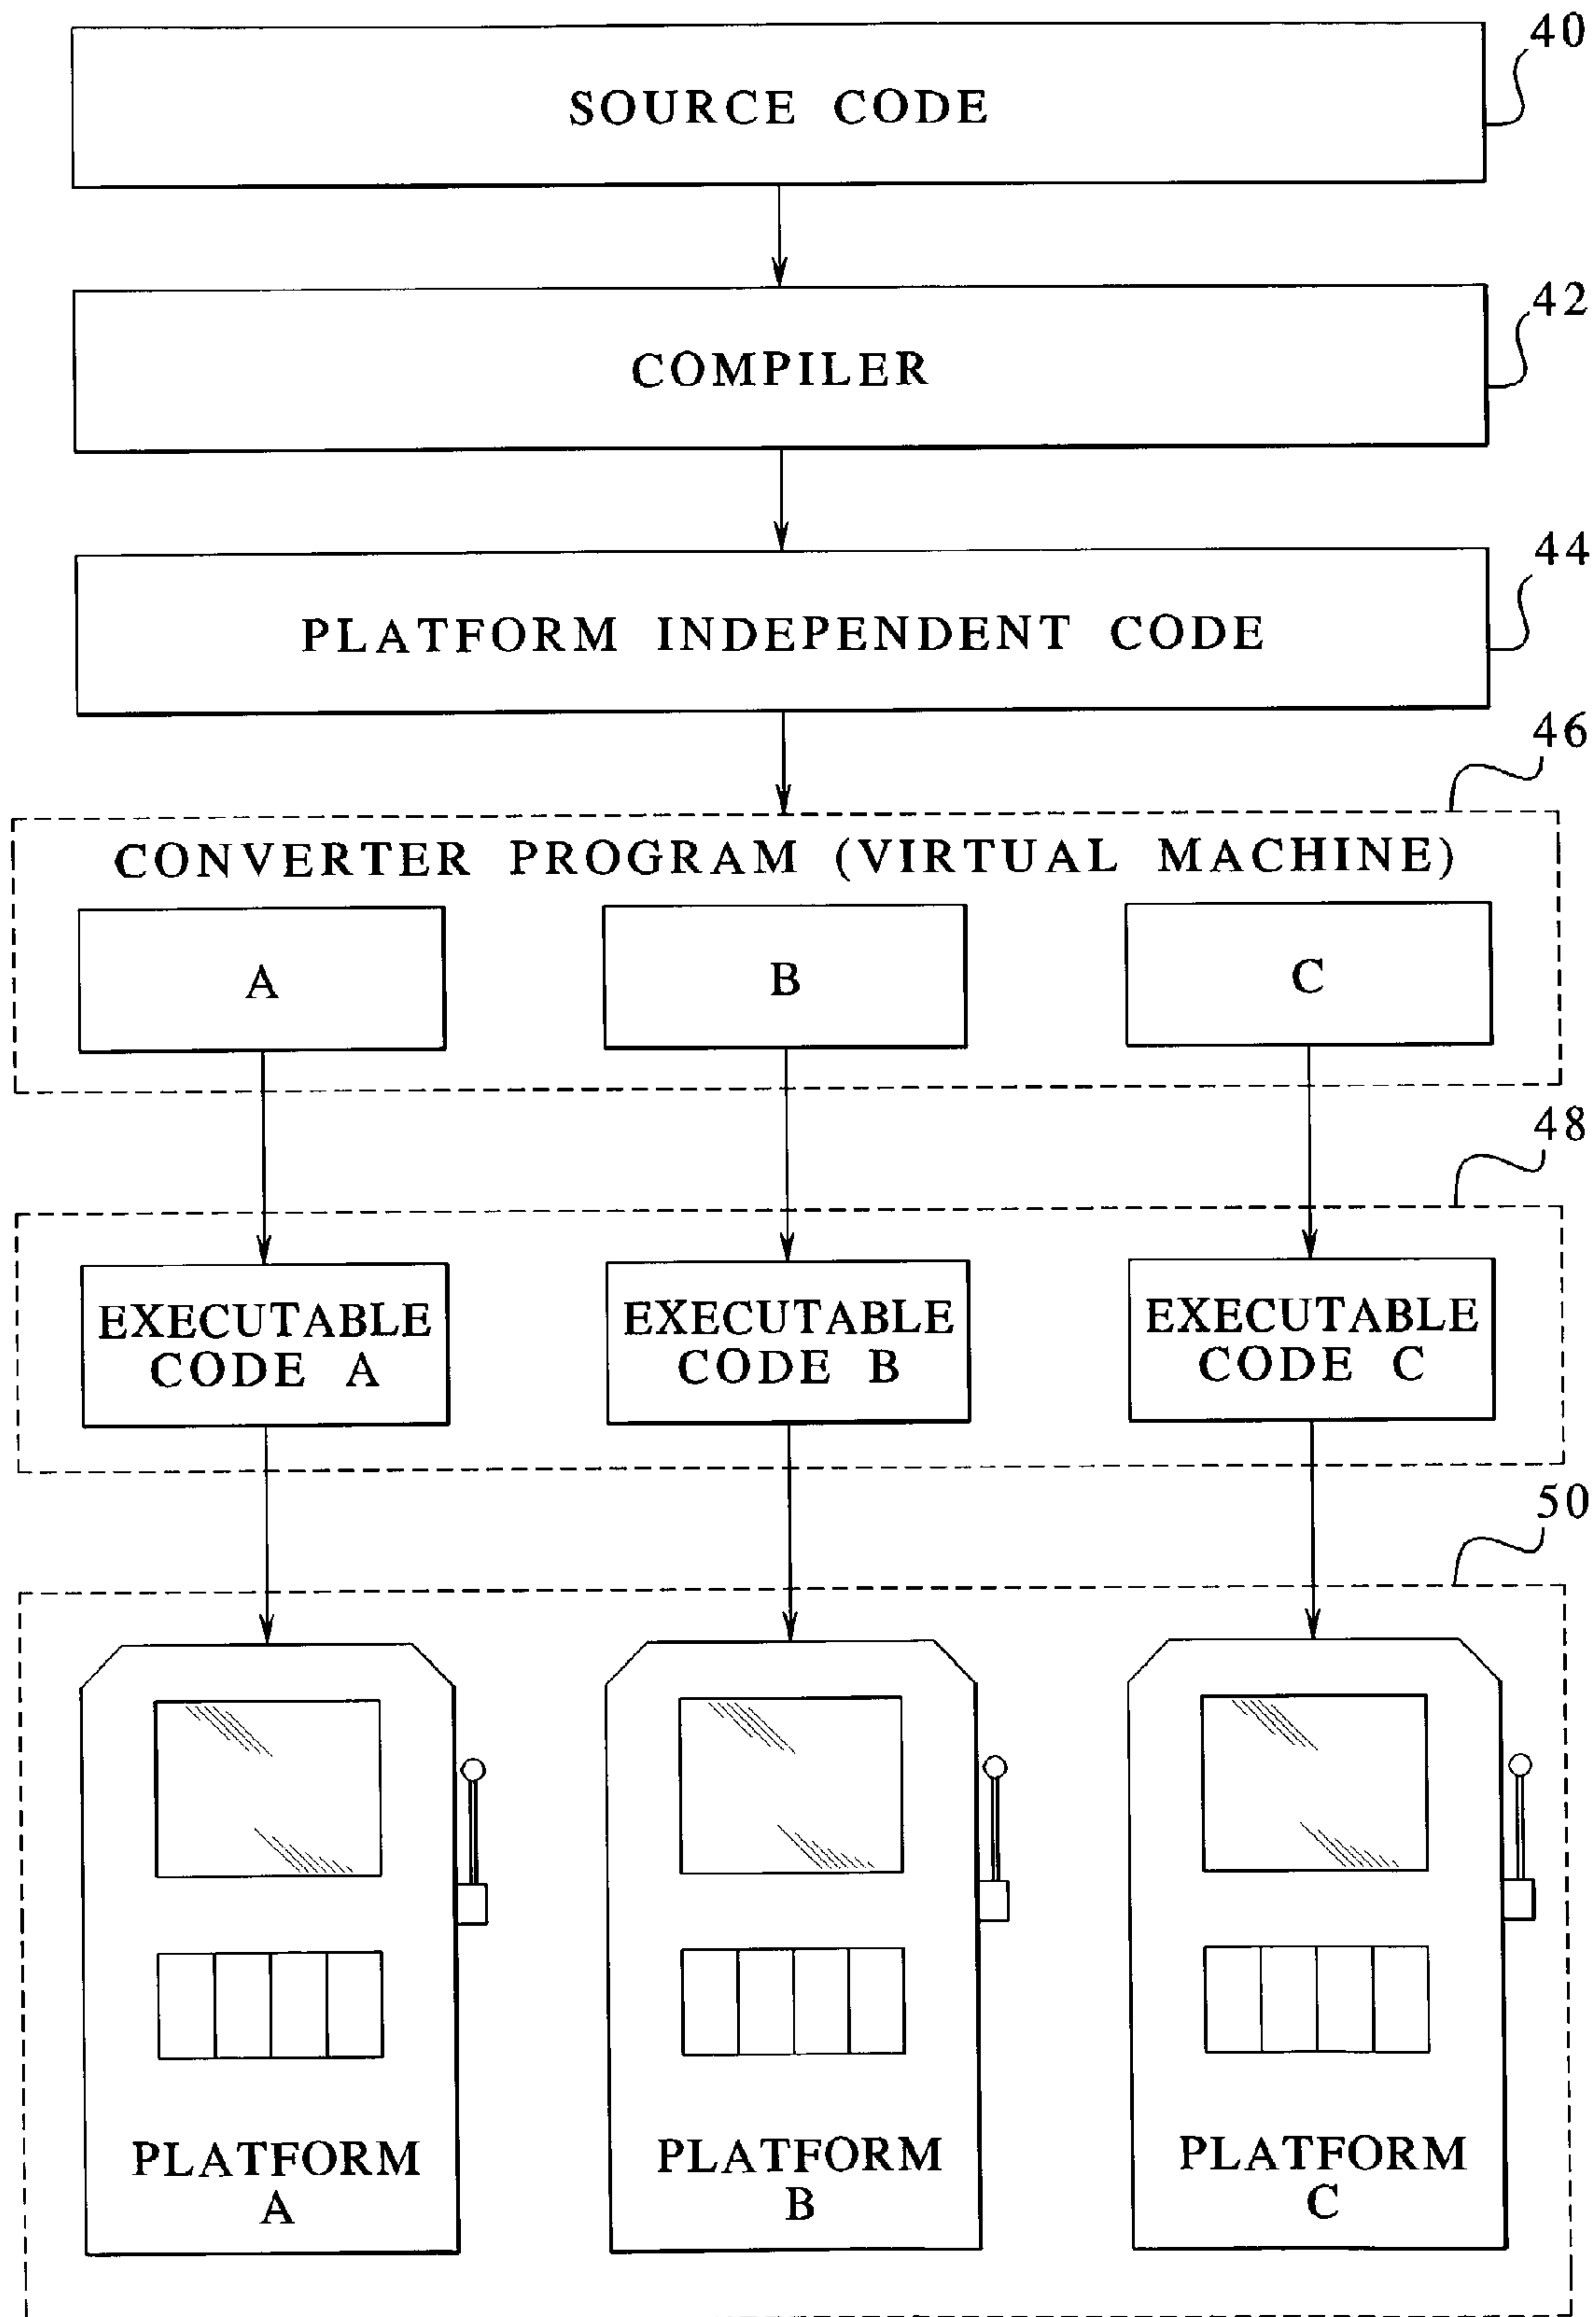 40
SOURCE CODE
42
COMPILER
44
PLATFORM INDEPENDENT CODE
46
CONVERTER PROGRAM (VIRTUAL MACHINE)
A
B
C
48
EXECUTABLE
CODE A
EXECUTABLE
CODE B
EXECUTABLE
CODE C
50
PLATFORM
A
PLATFORM
B
PLATFORM
C